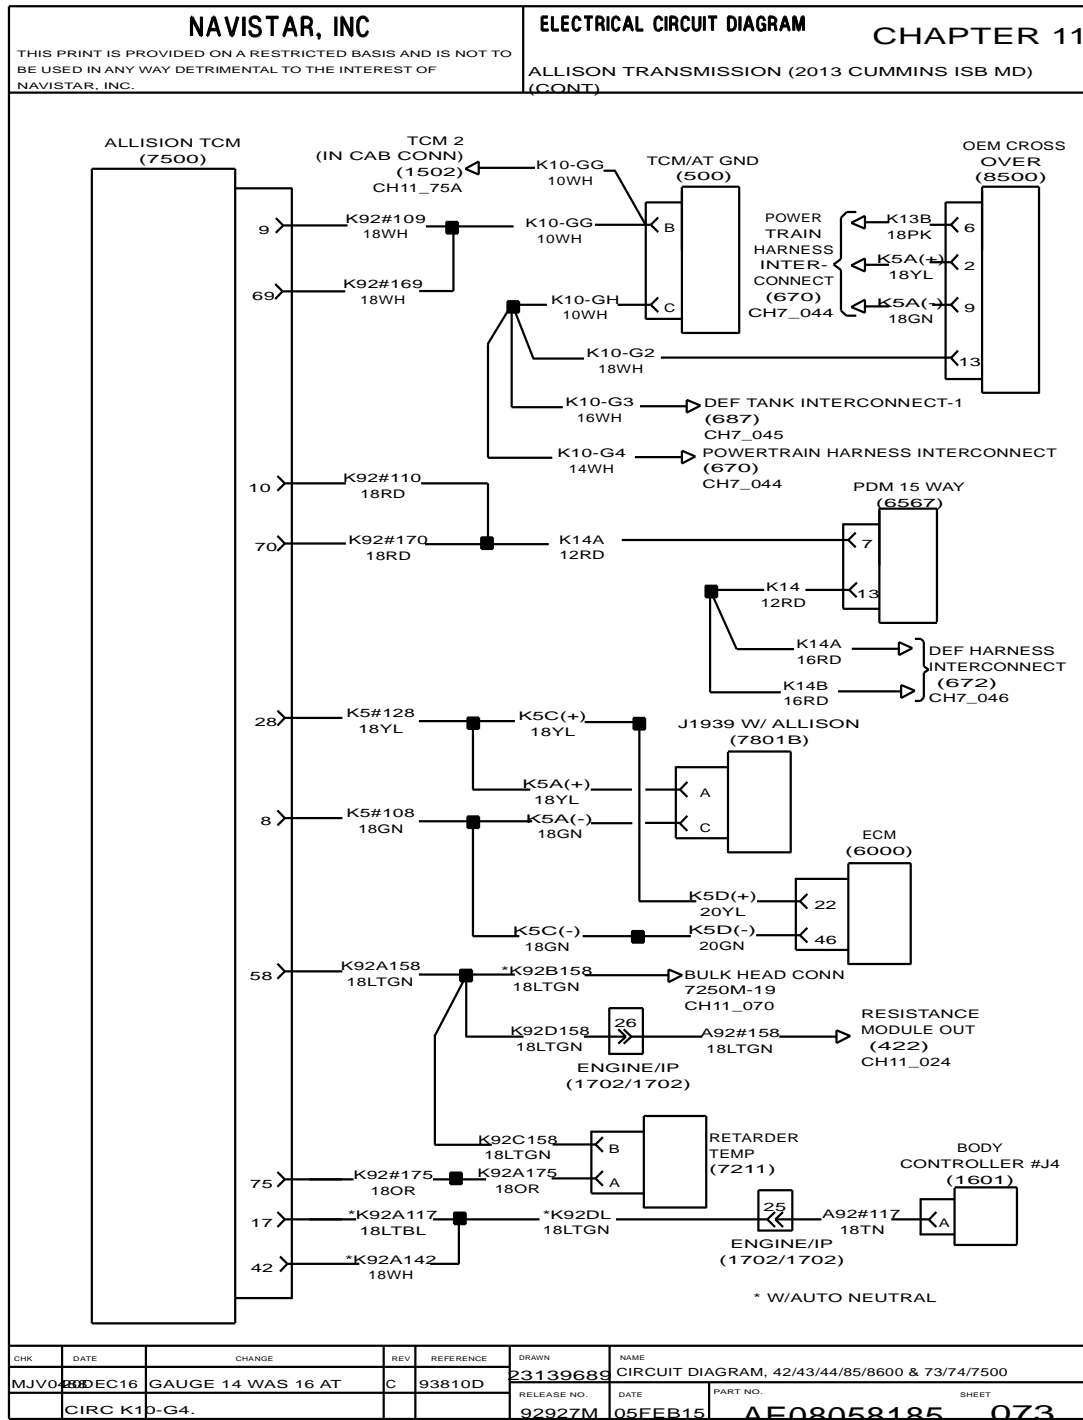 NAVISTAR, INC
THIS PRINT IS PROVIDED ON A RESTRICTED BASIS AND IS NOT TO
BE USED IN ANY WAY DETRIMENTAL TO THE INTEREST OF
NAVISTAR, INC.
ELECTRICAL CIRCUIT DIAGRAM
CHAPTER 11
ALLISON TRANSMISSION (2013 CUMMINS ISB MD)
(CONT)
ALLISION TCM
(7500)
TCM 2
(IN CAB CONN)
(1502)
CH11_75A
K10-GG
10WH
TCM/AT GND
(500)
OEM CROSS
OVER
(8500)
9
K92#109
18WH
K10-GG
10WH
B
POWER
TRAIN
HARNESS
INTER-
CONNECT
(670)
CH7_044
K13B
18PK
6
K5A(+)
18YL
2
K5A(-)
18GN
9
69
K92#169
18WH
K10-GH
10WH
C
K10-G2
18WH
13
K10-G3
16WH
DEF TANK INTERCONNECT-1
(687)
CH7_045
K10-G4
14WH
POWERTRAIN HARNESS INTERCONNECT
(670)
CH7_044
10
K92#110
18RD
PDM 15 WAY
(6567)
70
K92#170
18RD
K14A
12RD
7
K14
12RD
13
K14A
16RD
K14B
16RD
DEF HARNESS
INTERCONNECT
(672)
CH7_046
28
K5#128
18YL
K5C(+)
18YL
J1939 W/ ALLISON
(7801B)
K5A(+)
18YL
A
8
K5#108
18GN
K5A(-)
18GN
C
ECM
(6000)
K5D(+)
20YL
22
K5C(-)
18GN
K5D(-)
20GN
46
58
K92A158
18LTGN
*K92B158
18LTGN
BULK HEAD CONN
7250M-19
CH11_070
K92D158
18LTGN
26
ENGINE/IP
(1702/1702)
A92#158
18LTGN
RESISTANCE
MODULE OUT
(422)
CH11_024
K92C158
18LTGN
B
RETARDER
TEMP
(7211)
75
K92#175
18OR
K92A175
18OR
A
BODY
CONTROLLER #J4
(1601)
17
*K92A117
18LTBL
*K92DL
18LTGN
25
ENGINE/IP
(1702/1702)
A92#117
18TN
A
42
*K92A142
18WH
* W/AUTO NEUTRAL
CHK DATE CHANGE REV REFERENCE DRAWN NAME
20DEC16 GAUGE 14 WAS 16 AT C 93810D 23139689 CIRCUIT DIAGRAM, 42/43/44/85/8600 & 73/74/7500
CIRC K10-G4.
RELEASE NO. DATE PART NO. SHEET
92927M 05FEB15 AE08058185 073